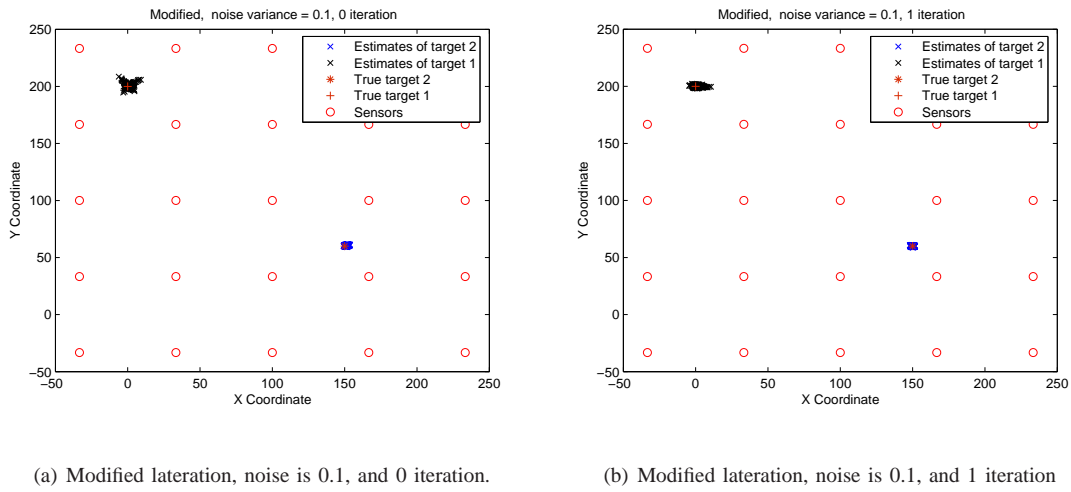 Modified,  noise variance = 0.1, 0 iteration
250
200
150
100
50
0
−50
−50
0
50
100
150
200
250
X Coordinate
Y Coordinate
Estimates of target 2
Estimates of target 1
True target 2
True target 1
Sensors
(a) Modified lateration, noise is 0.1, and 0 iteration.
Modified,  noise variance = 0.1, 1 iteration
250
200
150
100
50
0
−50
−50
0
50
100
150
200
250
X Coordinate
Y Coordinate
Estimates of target 2
Estimates of target 1
True target 2
True target 1
Sensors
(b) Modified lateration, noise is 0.1, and 1 iteration